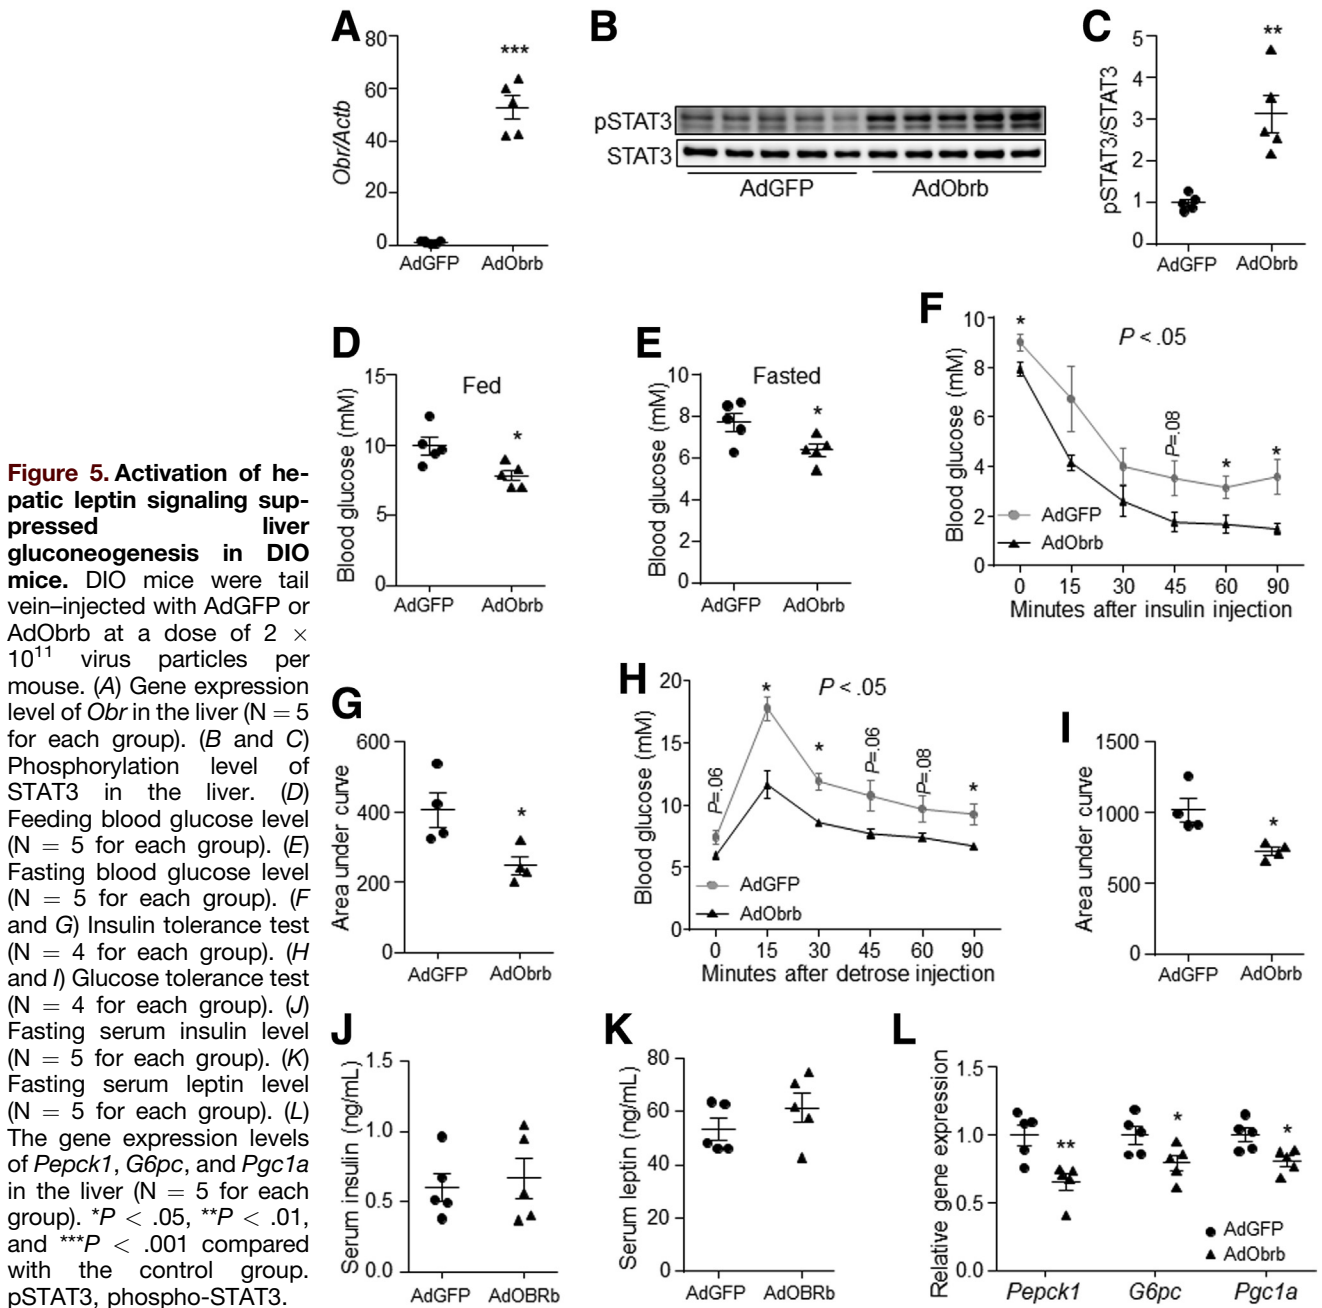 A
80
60
40
20
0
Obr/Actb
***
AdGFP
AdObrb
B
pSTAT3
STAT3
AdGFP
AdObrb
C
5
4
3
2
1
0
pSTAT3/STAT3
**
AdGFP
AdObrb
D
15
10
5
0
Blood glucose (mM)
Fed
*
AdGFP
AdObrb
E
10
8
6
4
2
0
Blood glucose (mM)
Fasted
*
AdGFP
AdObrb
F
10
8
6
4
2
0
Blood glucose (mM)
P < .05
*
P=.08
*
*
AdGFP
AdObrb
0 15 30 45 60 90
Minutes after insulin injection
Figure 5. Activation of he-
patic leptin signaling sup-
pressed liver
gluconeogenesis in DIO
mice. DIO mice were tail
vein–injected with AdGFP or
AdObrb at a dose of 2 ×
10¹¹ virus particles per
mouse. (A) Gene expression
level of Obr in the liver (N = 5
for each group). (B and C)
Phosphorylation level of
STAT3 in the liver. (D)
Feeding blood glucose level
(N = 5 for each group). (E)
Fasting blood glucose level
(N = 5 for each group). (F
and G) Insulin tolerance test
(N = 4 for each group). (H
and I) Glucose tolerance test
(N = 4 for each group). (J)
Fasting serum insulin level
(N = 5 for each group). (K)
Fasting serum leptin level
(N = 5 for each group). (L)
The gene expression levels
of Pepck1, G6pc, and Pgc1a
in the liver (N = 5 for each
group). *P < .05, **P < .01,
and ***P < .001 compared
with the control group.
pSTAT3, phospho-STAT3.
G
600
400
200
0
Area under curve
*
AdGFP
AdObrb
H
20
15
10
5
0
Blood glucose (mM)
P < .05
P=.06
*
*
P=.06
P=.08
*
AdGFP
AdObrb
0 15 30 45 60 90
Minutes after detrose injection
I
1500
1000
500
0
Area under curve
*
AdGFP
AdObrb
J
1.5
1.0
0.5
0.0
Serum insulin (ng/mL)
AdGFP
AdOBRb
K
80
60
40
20
0
Serum leptin (ng/mL)
AdGFP
AdOBRb
L
1.5
1.0
0.5
0.0
Relative gene expression
**
*
*
AdGFP
AdObrb
Pepck1 G6pc Pgc1a